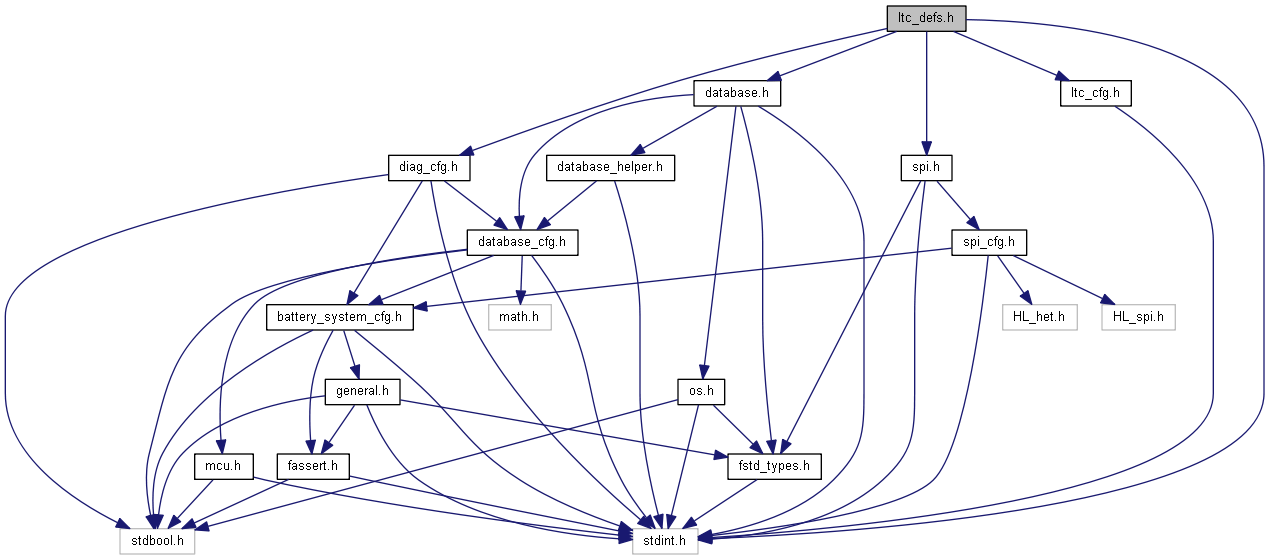 ltc_defs.h
database.h
ltc_cfg.h
diag_cfg.h
database_helper.h
spi.h
database_cfg.h
spi_cfg.h
battery_system_cfg.h
math.h
HL_het.h
HL_spi.h
general.h
os.h
mcu.h
fassert.h
fstd_types.h
stdbool.h
stdint.h